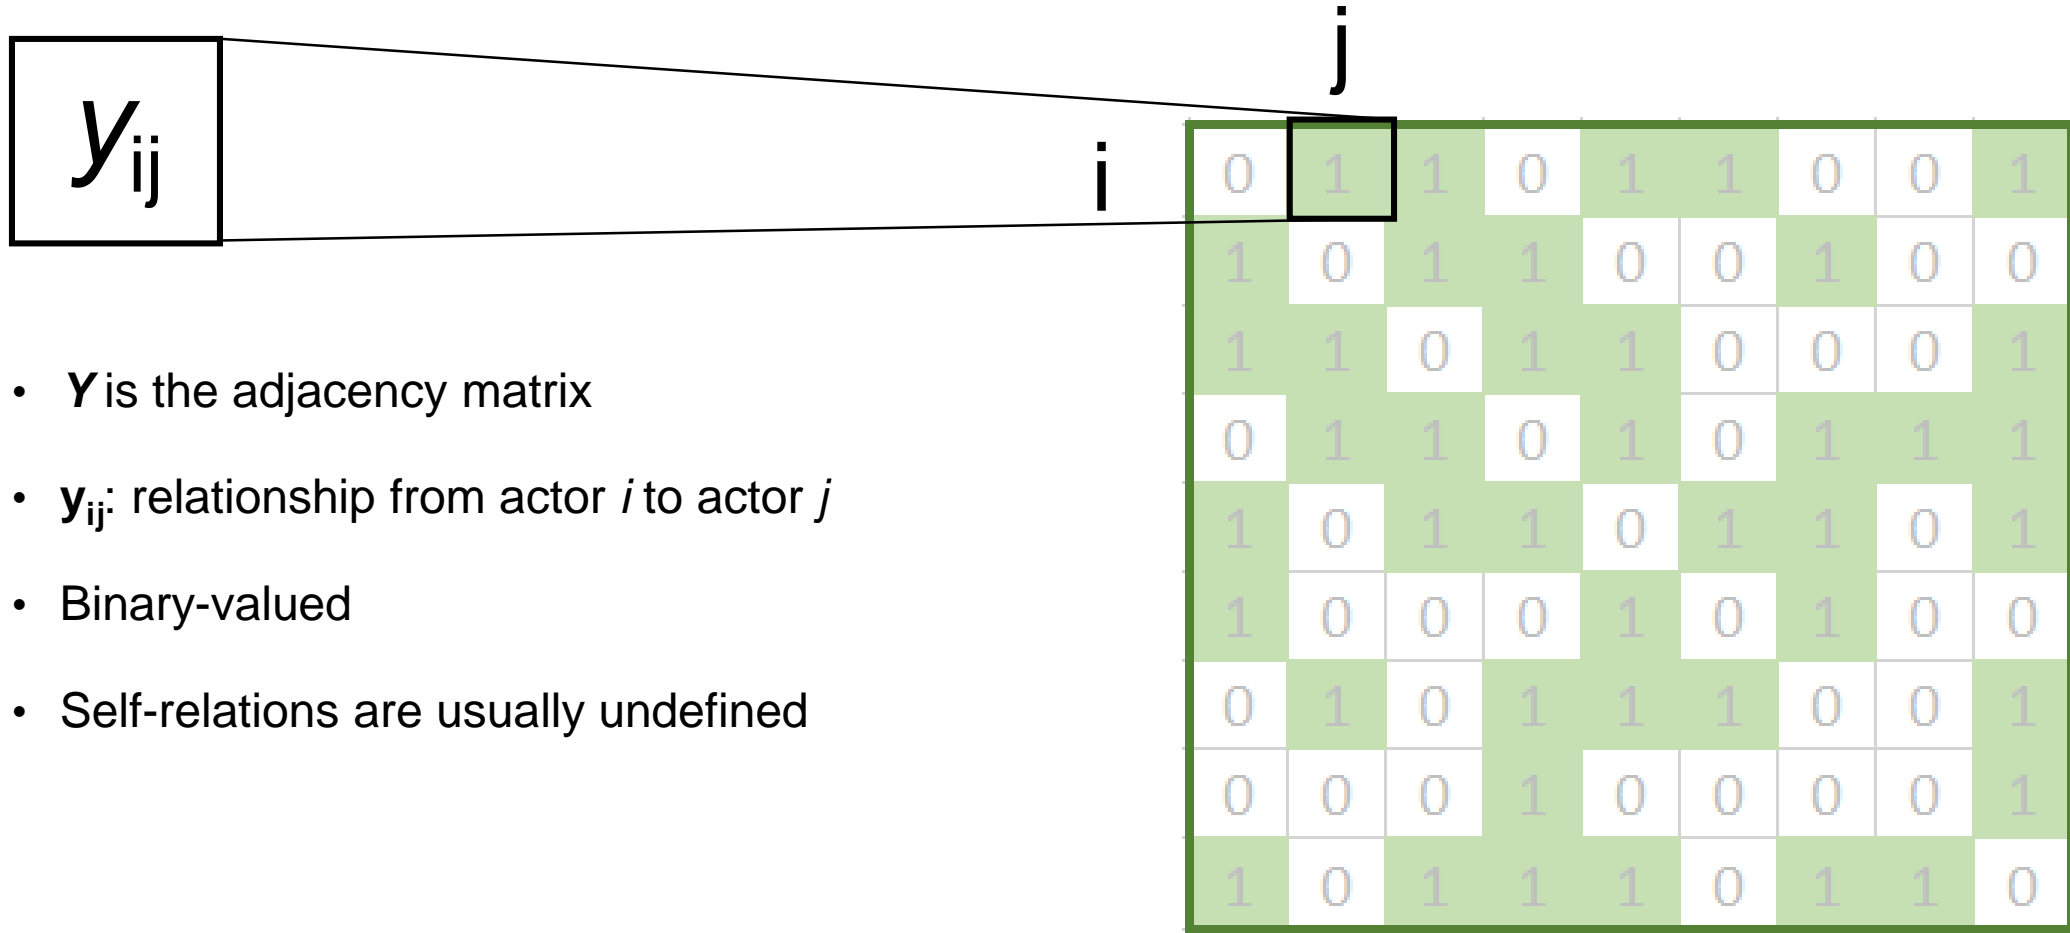 j
y_ij
i
0 1 1 0 1 1 0 0 1
1 0 1 1 0 0 1 0 0
1 1 0 1 1 0 0 0 1
0 1 1 0 1 0 1 1 1
1 0 1 1 0 1 1 0 1
1 0 0 0 1 0 1 0 0
0 1 0 1 1 1 0 0 1
0 0 0 1 0 0 0 0 1
1 0 1 1 1 0 1 1 0
• Y is the adjacency matrix
• y_ij: relationship from actor i to actor j
• Binary-valued
• Self-relations are usually undefined